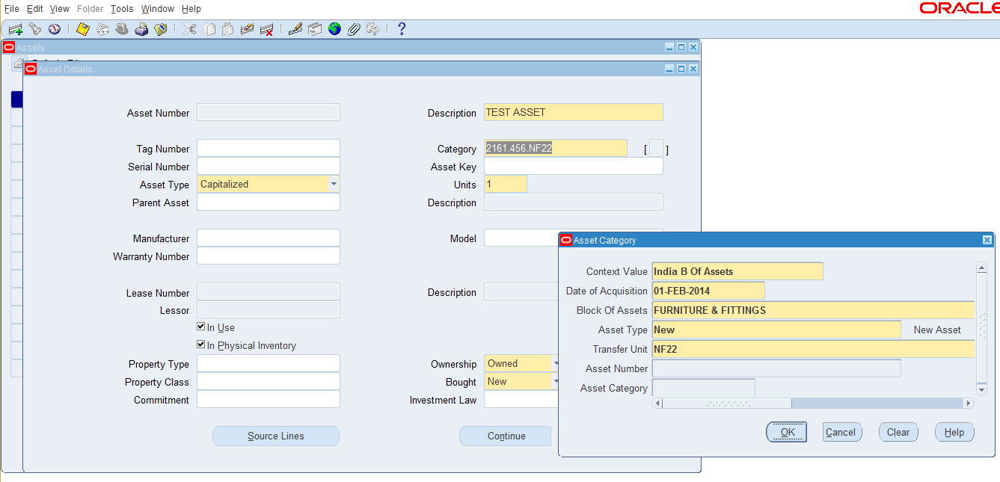 File Edit View Folder Tools Window Help
ORACLE
Assets
Asset Details
Asset Number
Description TEST ASSET
Tag Number
Category 2161.456.NF22 [ ]
Serial Number
Asset Key
Asset Type Capitalized
Units 1
Parent Asset
Description
Manufacturer
Model
Warranty Number
Lease Number
Description
Lessor
In Use
In Physical Inventory
Property Type
Ownership Owned
Property Class
Bought New
Commitment
Investment Law
Source Lines
Continue
Asset Category
Context Value India B Of Assets
Date of Acquisition 01-FEB-2014
Block Of Assets FURNITURE & FITTINGS
Asset Type New New Asset
Transfer Unit NF22
Asset Number
Asset Category
OK Cancel Clear Help